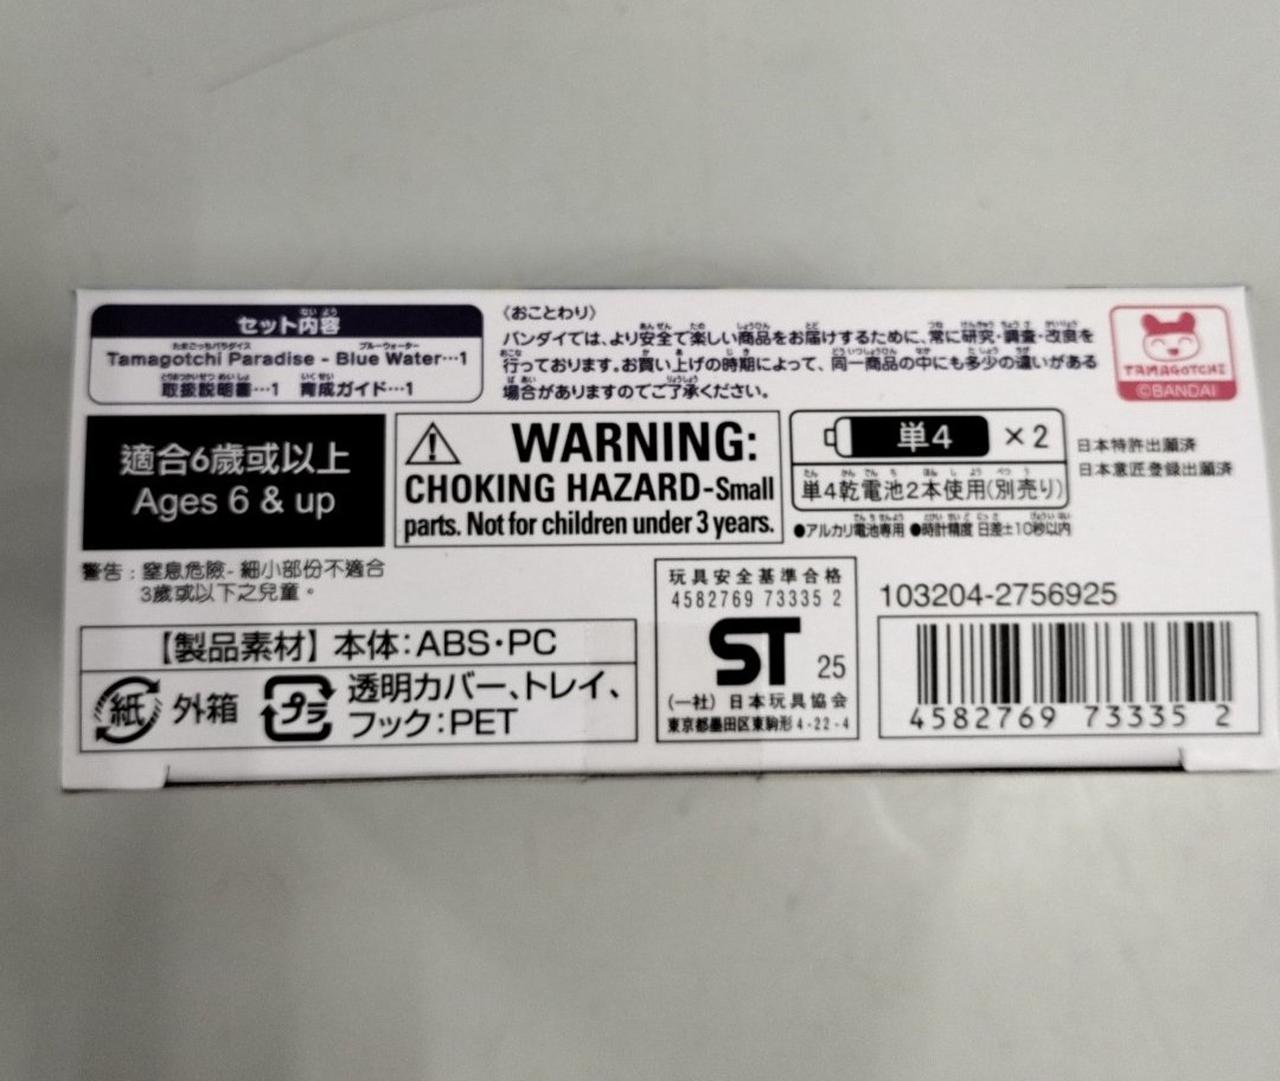 セット内容
Tamagotchi Paradise - Blue Water…1
取扱説明書…1 育成ガイド…1
〈おことわり〉
バンダイでは、より安全で楽しい商品をお届けするために、常に研究・調査・改良を
行っております。お買い上げの時期によって、同一商品の中にも多少の違いがある
場合がありますのでご了承ください。
TAMAGOTCHI
©BANDAI
適合6歲或以上
Ages 6 & up
WARNING:
CHOKING HAZARD-Small
parts. Not for children under 3 years.
単4 ×2
単4乾電池2本使用(別売り)
●アルカリ電池専用 ●時計精度 日差±10秒以内
日本特許出願済
日本意匠登録出願済
警告：窒息危險-細小部份不適合
3歲或以下之兒童。
【製品素材】本体：ABS・PC
紙 外箱
プラ 透明カバー、トレイ、
フック：PET
玩具安全基準合格
4582769 73335 2
ST 25
(一社) 日本玩具協会
東京都墨田区東駒形4-22-4
103204-2756925
4582769 73335 2